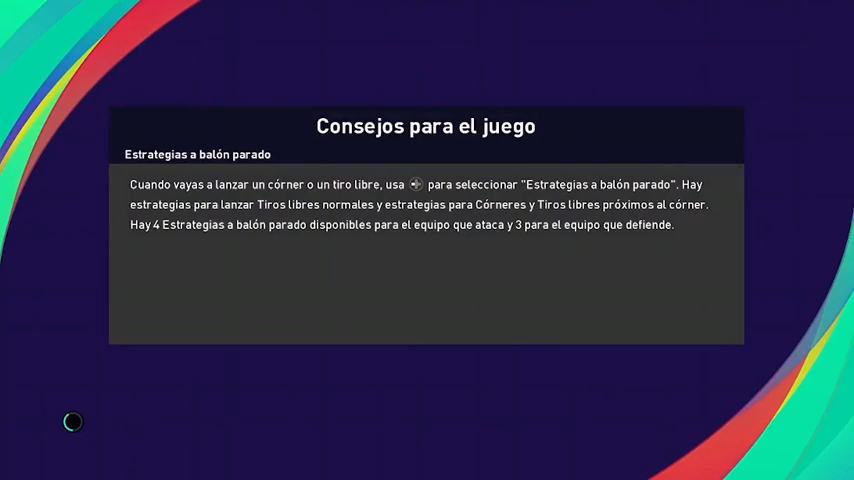 Consejos para el juego
Estrategias a balón parado
Cuando vayas a lanzar un córner o un tiro libre, usa para seleccionar "Estrategias a balón parado". Hay
estrategias para lanzar Tiros libres normales y estrategias para Córneres y Tiros libres próximos al córner.
Hay 4 Estrategias a balón parado disponibles para el equipo que ataca y 3 para el equipo que defiende.